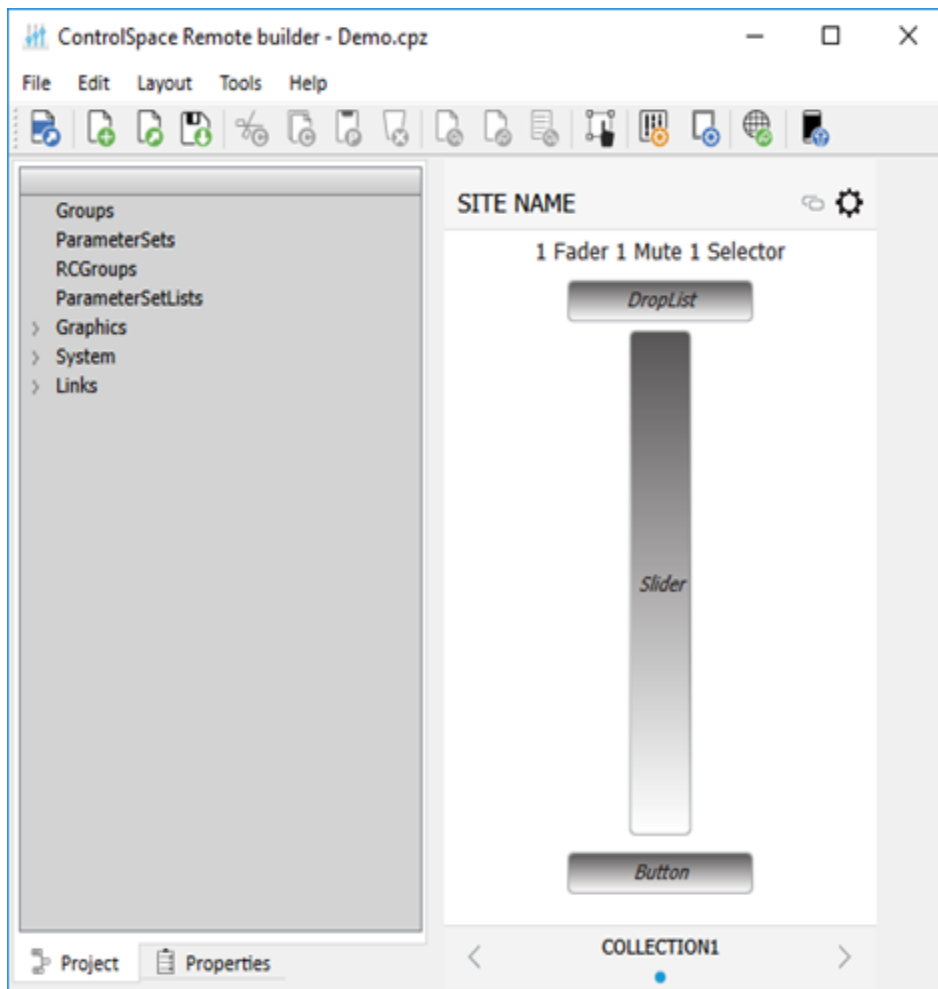 ControlSpace Remote builder - Demo.cpz
File Edit Layout Tools Help
Groups
ParameterSets
RCGroups
ParameterSetLists
Graphics
System
Links
Project Properties
SITE NAME
1 Fader 1 Mute 1 Selector
DropList
Slider
Button
COLLECTION1